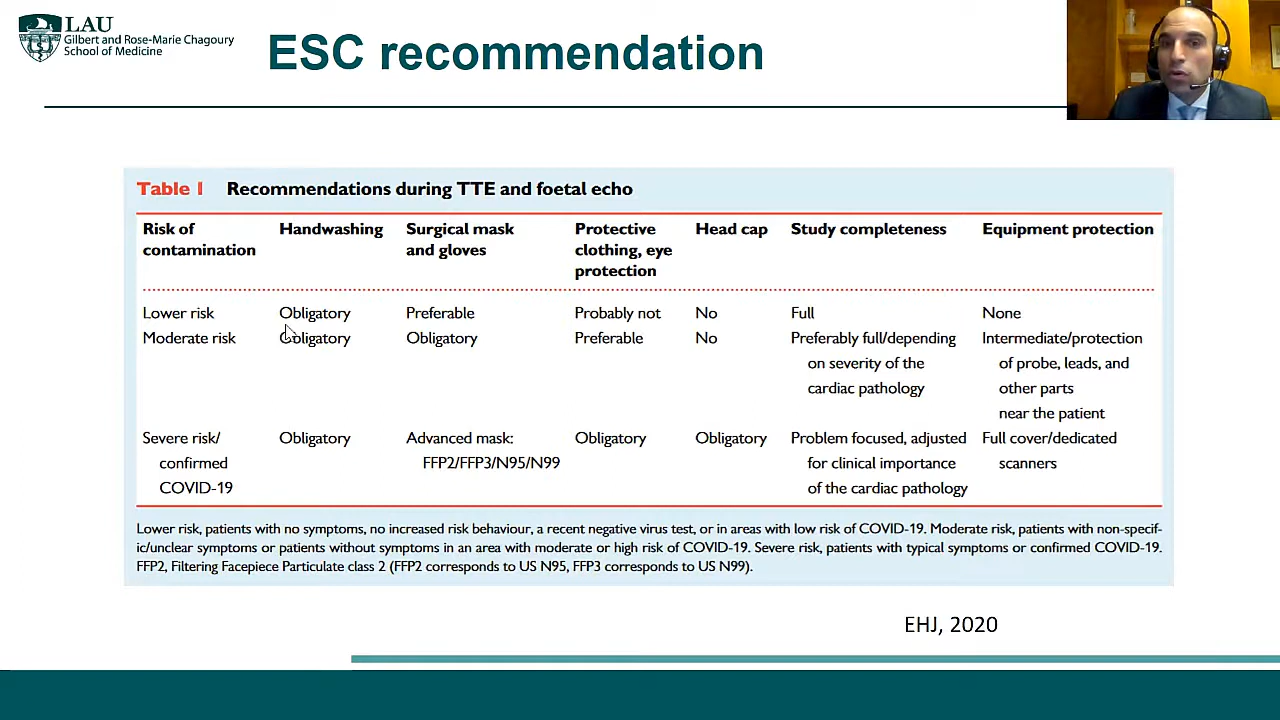 LAU
Gilbert and Rose-Marie Chagoury
School of Medicine
ESC recommendation
Table 1 Recommendations during TTE and foetal echo
Risk of contamination Handwashing Surgical mask and gloves Protective clothing, eye protection Head cap Study completeness Equipment protection
Lower risk Obligatory Preferable Probably not No Full None
Moderate risk Obligatory Obligatory Preferable No Preferably full/depending on severity of the cardiac pathology Intermediate/protection of probe, leads, and other parts near the patient
Severe risk/ confirmed COVID-19 Obligatory Advanced mask: FFP2/FFP3/N95/N99 Obligatory Obligatory Problem focused, adjusted for clinical importance of the cardiac pathology Full cover/dedicated scanners
Lower risk, patients with no symptoms, no increased risk behaviour, a recent negative virus test, or in areas with low risk of COVID-19. Moderate risk, patients with non-specif-
ic/unclear symptoms or patients without symptoms in an area with moderate or high risk of COVID-19. Severe risk, patients with typical symptoms or confirmed COVID-19.
FFP2, Filtering Facepiece Particulate class 2 (FFP2 corresponds to US N95, FFP3 corresponds to US N99).
EHJ, 2020